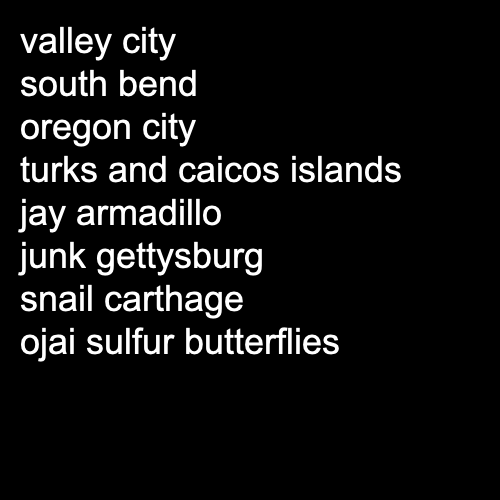 valley city
south bend
oregon city
turks and caicos islands
jay armadillo
junk gettysburg
snail carthage
ojai sulfur butterflies